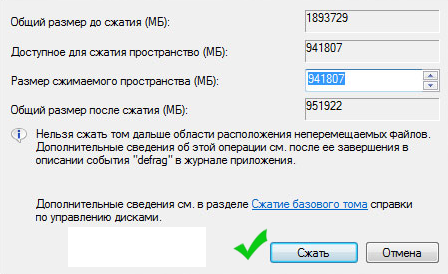 Общий размер до сжатия (МБ): 1893729
Доступное для сжатия пространство (МБ): 941807
Размер сжимаемого пространства (МБ): 941807
Общий размер после сжатия (МБ): 951922
Нельзя сжать том дальше области расположения неперемещаемых файлов.
Дополнительные сведения об этой операции см. после ее завершения в
описании события "defrag" в журнале приложения.
Дополнительные сведения см. в разделе Сжатие базового тома справки
по управлению дисками.
Сжать Отмена